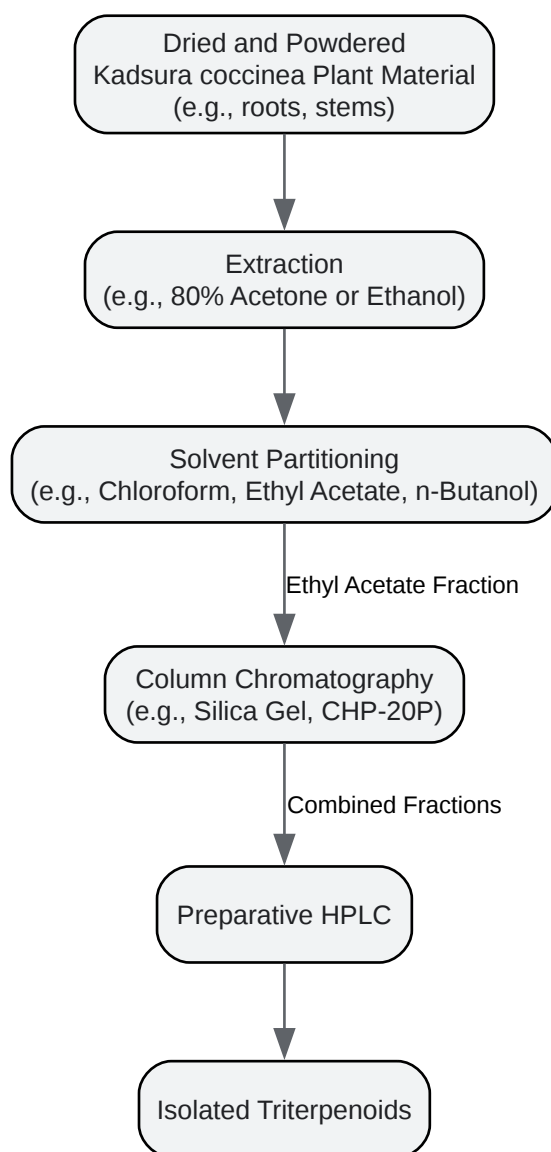 Dried and Powdered
Kadsura coccinea Plant Material
(e.g., roots, stems)
Extraction
(e.g., 80% Acetone or Ethanol)
Solvent Partitioning
(e.g., Chloroform, Ethyl Acetate, n-Butanol)
Ethyl Acetate Fraction
Column Chromatography
(e.g., Silica Gel, CHP-20P)
Combined Fractions
Preparative HPLC
Isolated Triterpenoids